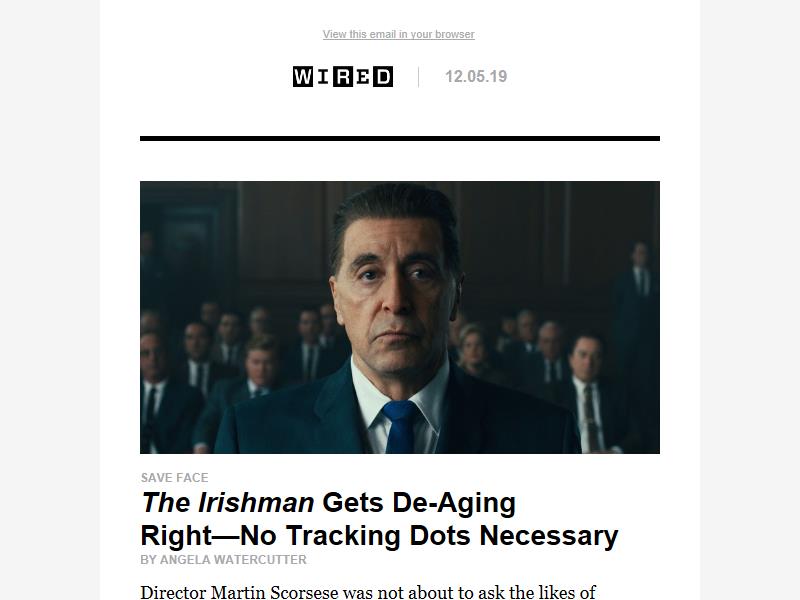 View this email in your browser
WIRED 12.05.19
SAVE FACE
The Irishman Gets De-Aging
Right—No Tracking Dots Necessary
BY ANGELA WATERCUTTER
Director Martin Scorsese was not about to ask the likes of